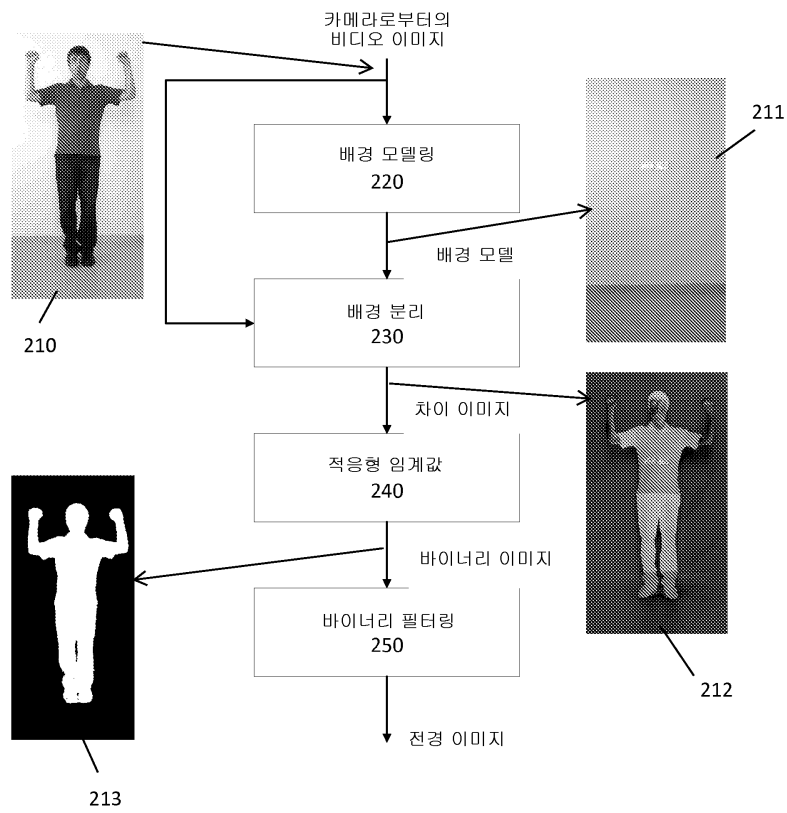 카메라로부터의
비디오 이미지
211
배경 모델링
220
배경 모델
210
배경 분리
230
차이 이미지
적응형 임계값
240
바이너리 이미지
바이너리 필터링
250
212
전경 이미지
213